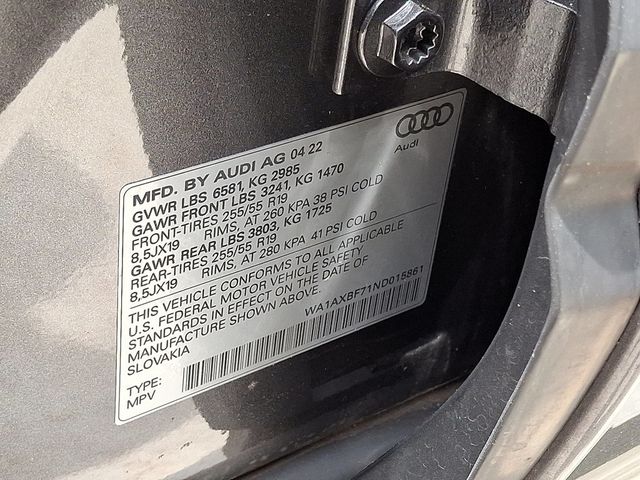 Audi
MFD. BY AUDI AG 04 22
GVWR LBS 6581, KG 2985
GAWR FRONT LBS 3241, KG 1470
FRONT-TIRES 255/55 R19
8,5JX19 RIMS, AT 260 KPA 38 PSI COLD
GAWR REAR LBS 3803, KG 1725
REAR-TIRES 255/55 R19
8,5JX19 RIMS, AT 280 KPA 41 PSI COLD
THIS VEHICLE CONFORMS TO ALL APPLICABLE
U.S. FEDERAL MOTOR VEHICLE SAFETY
STANDARDS IN EFFECT ON THE DATE OF
MANUFACTURE SHOWN ABOVE.
SLOVAKIA
WA1AXBF71ND015861
TYPE:
MPV